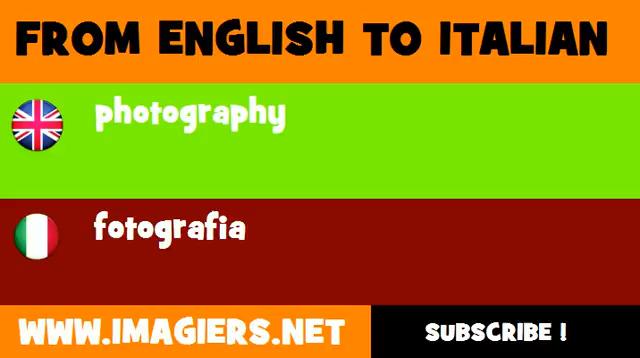 FROM ENGLISH TO ITALIAN
photography
fotografia
WWW.IMAGIERS.NET
SUBSCRIBE !